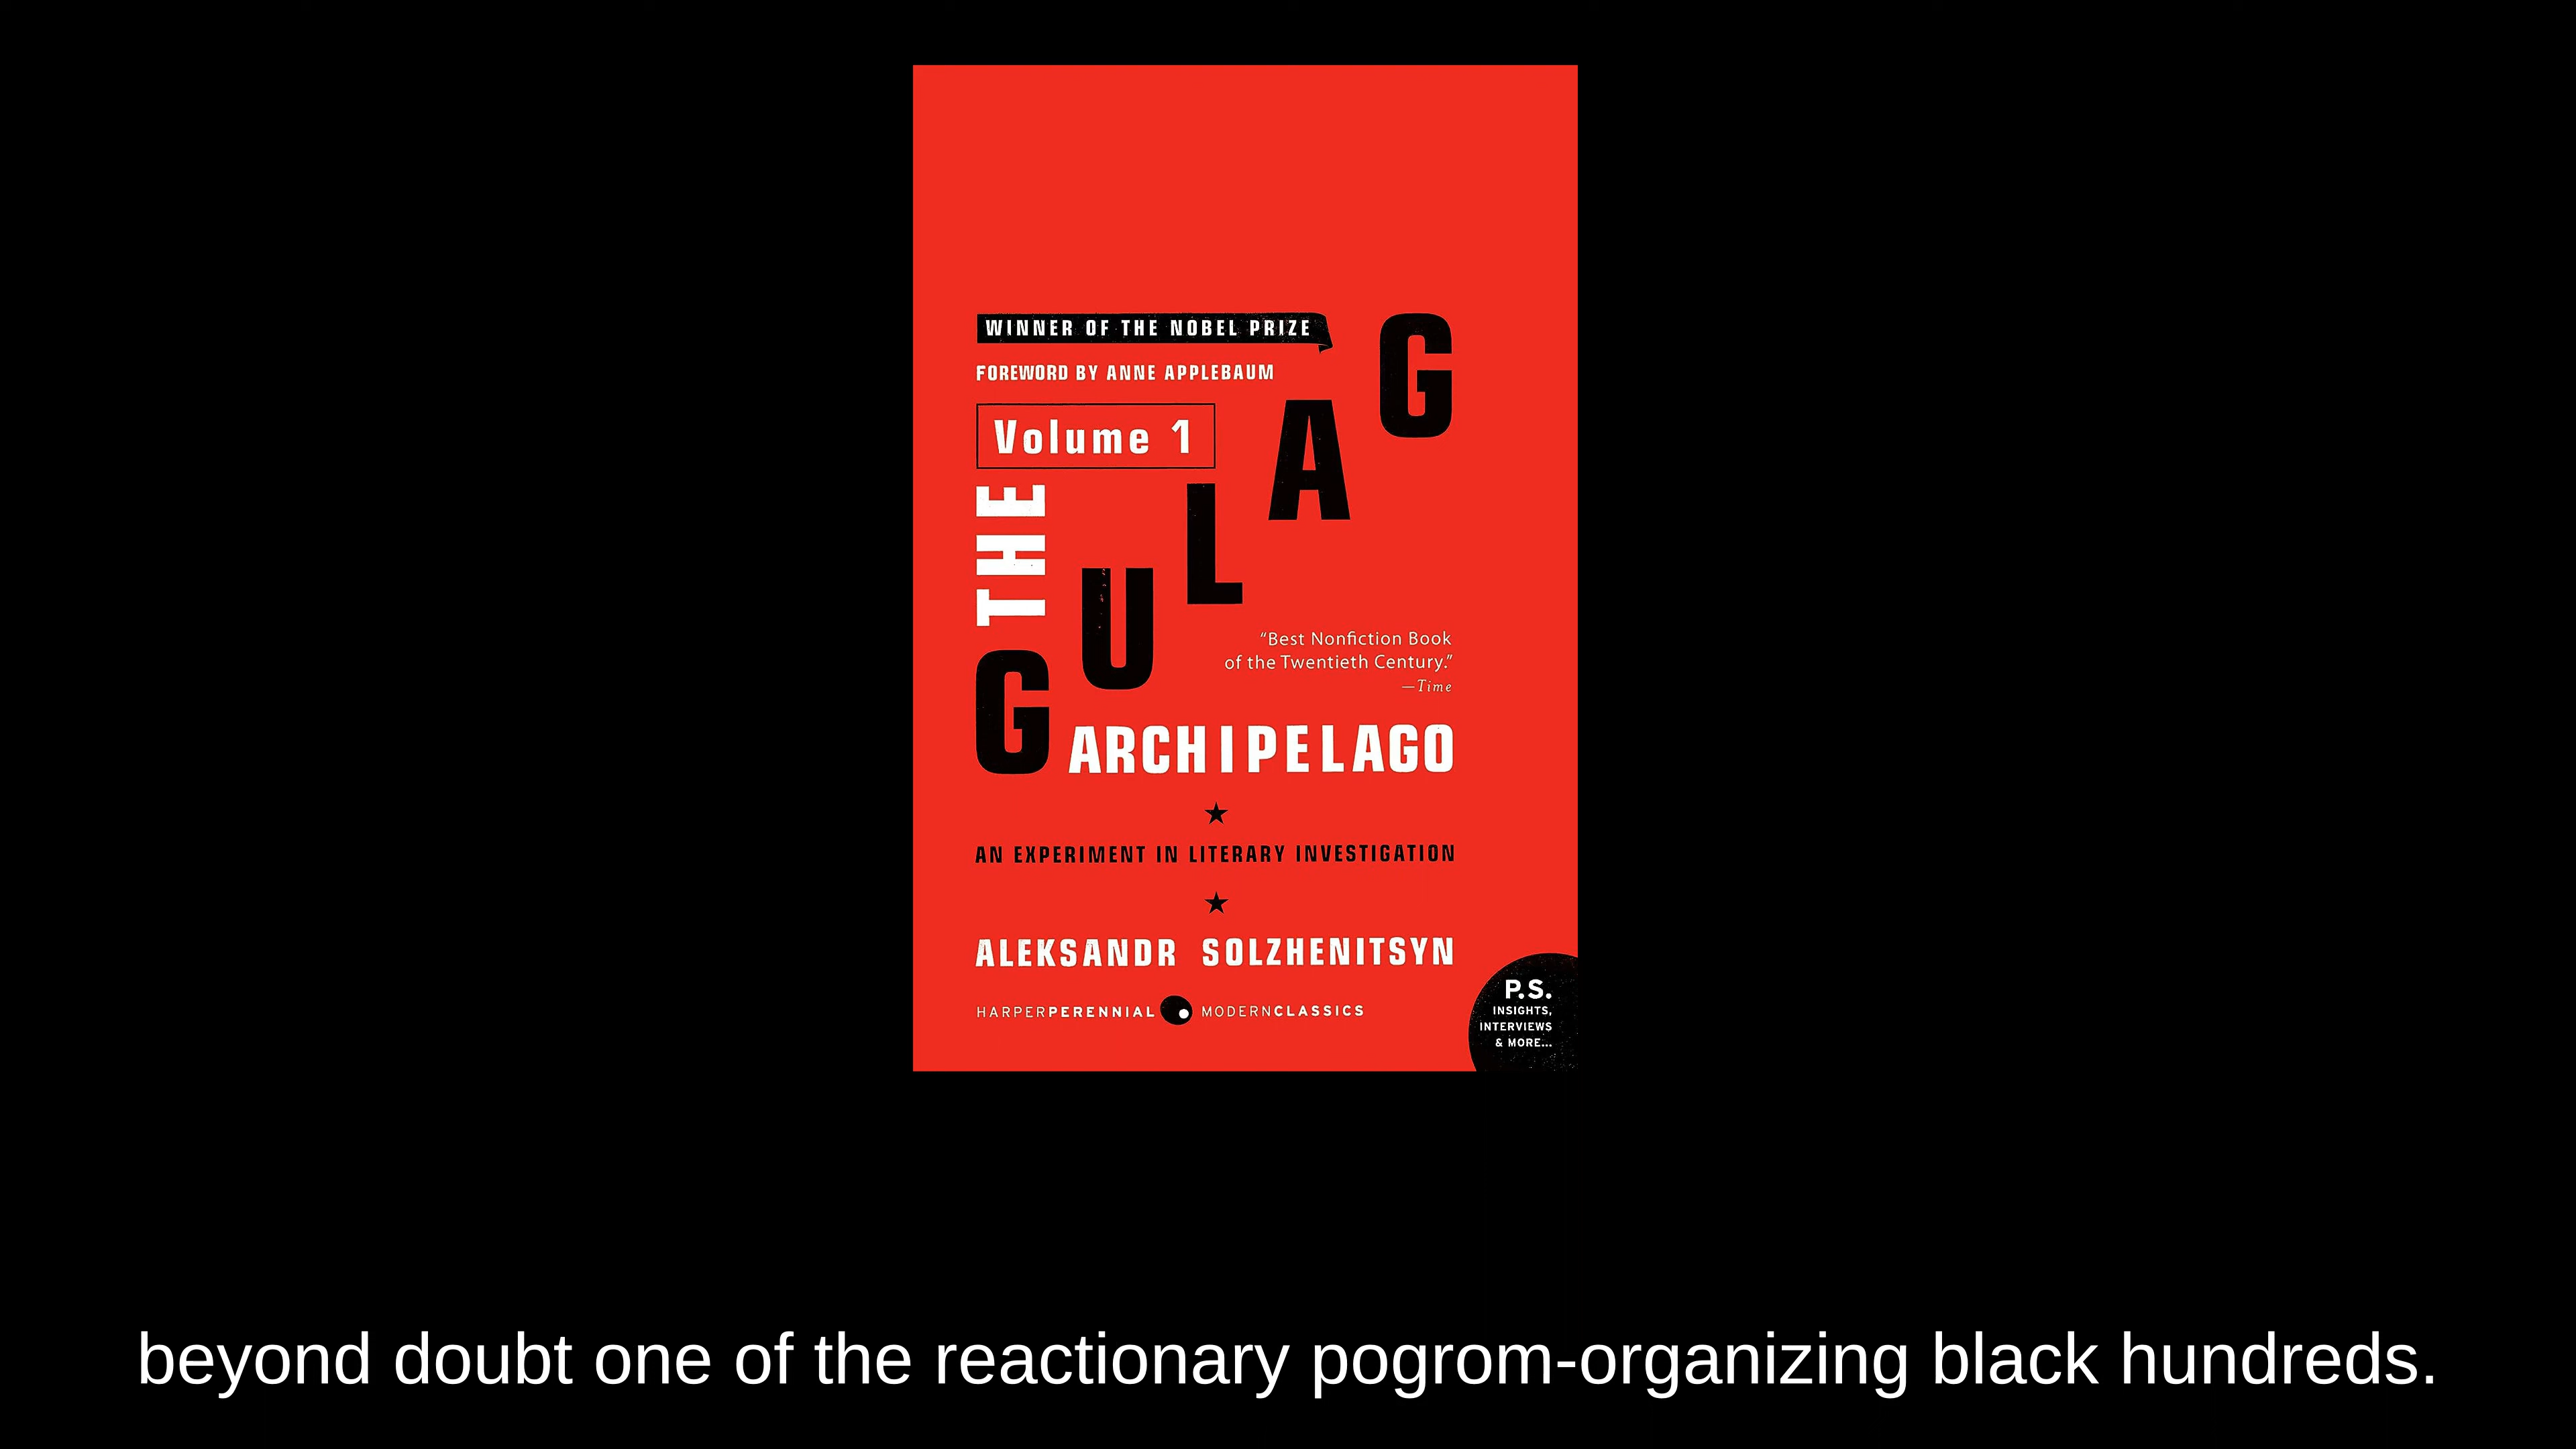 WINNER OF THE NOBEL PRIZE
FOREWORD BY ANNE APPLEBAUM
Volume 1
THE
GULAG
"Best Nonfiction Book
of the Twentieth Century."
—Time
ARCHIPELAGO
AN EXPERIMENT IN LITERARY INVESTIGATION
ALEKSANDR SOLZHENITSYN
HARPERPERENNIAL MODERNCLASSICS
P.S.
INSIGHTS,
INTERVIEWS
& MORE...
beyond doubt one of the reactionary pogrom-organizing black hundreds.